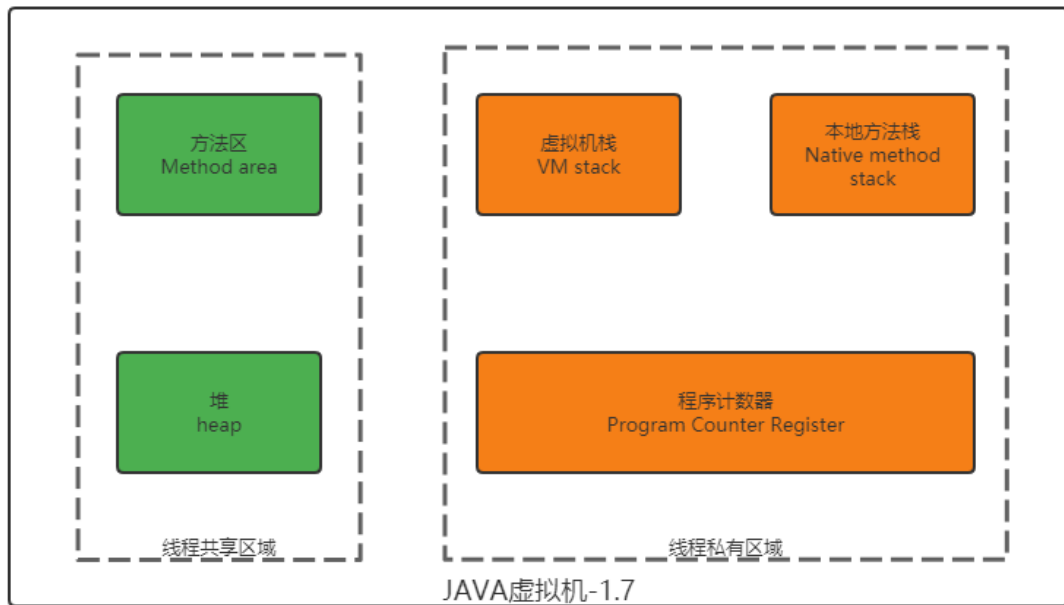 方法区
Method area
虚拟机栈
VM stack
本地方法栈
Native method
stack
堆
heap
程序计数器
Program Counter Register
线程共享区域
线程私有区域
JAVA虚拟机-1.7